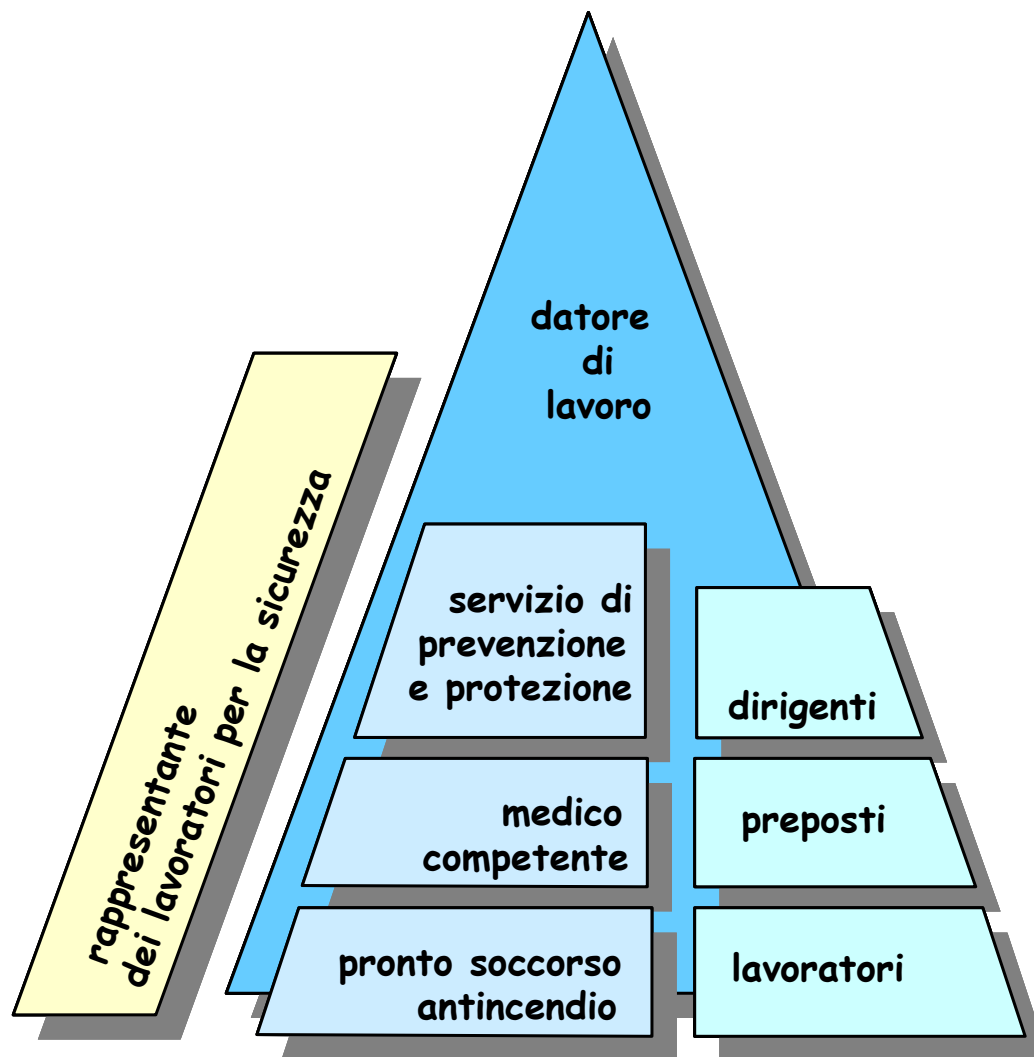 datore
di
lavoro
rappresentante
dei lavoratori per la sicurezza
servizio di
prevenzione
e protezione
dirigenti
medico
competente
preposti
pronto soccorso
antincendio
lavoratori